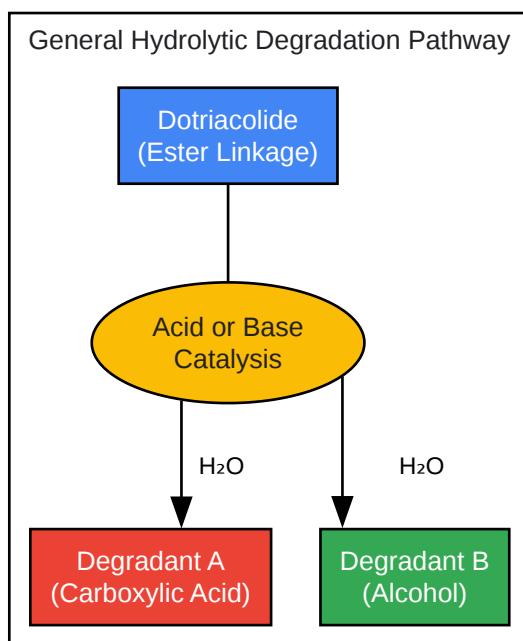 General Hydrolytic Degradation Pathway
Dotriacolide
(Ester Linkage)
Acid or Base
Catalysis
H₂O
H₂O
Degradant A
(Carboxylic Acid)
Degradant B
(Alcohol)